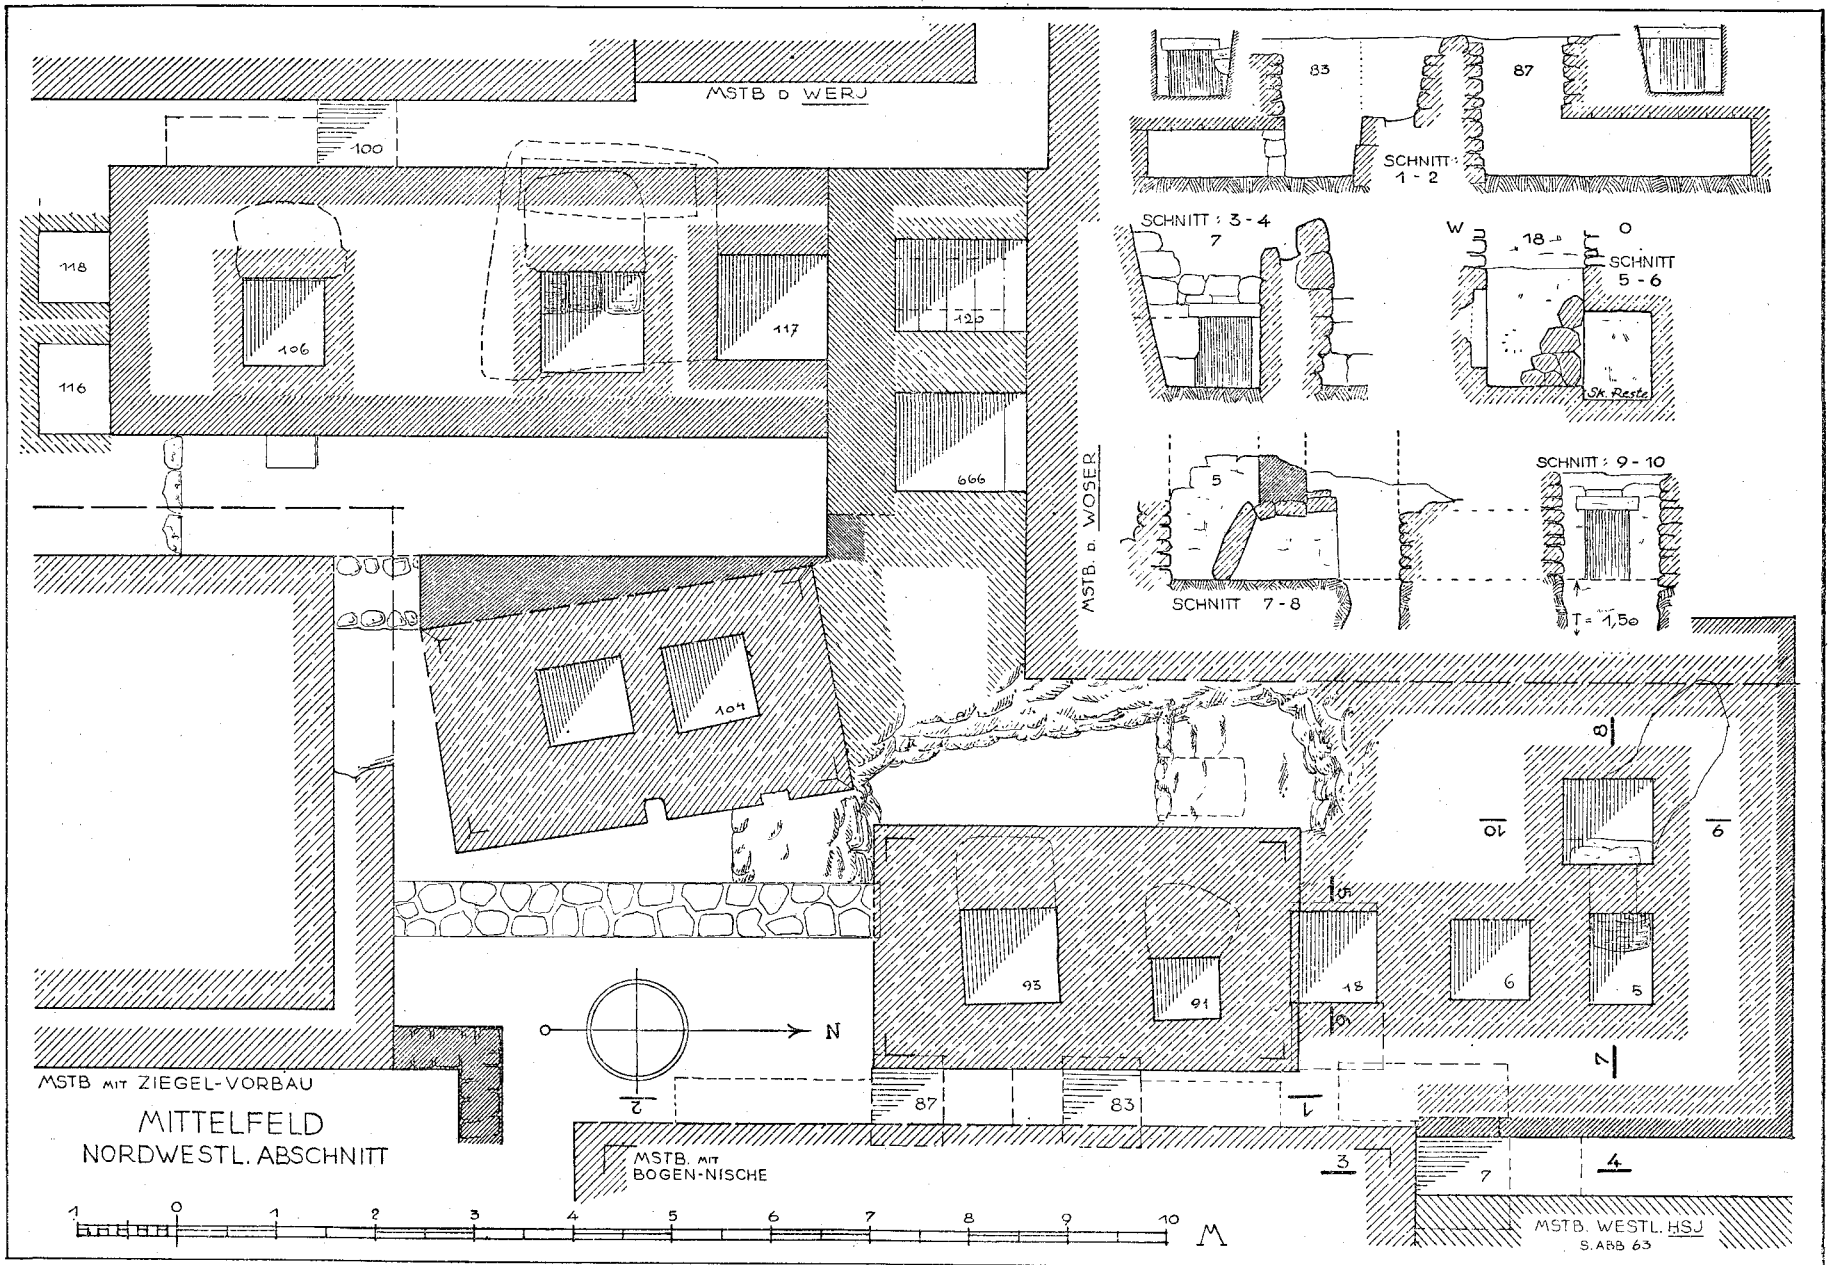 MSTB D WERJ
83
87
SCHNITT:
1 - 2
100
SCHNITT : 3 - 4
7
W
18
O
SCHNITT
5 - 6
Sk. Reste
118
116
106
117
120
666
MSTB. D. WOSER
5
SCHNITT 7 - 8
SCHNITT : 9 - 10
T = 1,50
104
8
10
9
5
93
91
18
6
5
6
7
N
2
87
83
1
MSTB MIT ZIEGEL-VORBAU
MITTELFELD
NORDWESTL. ABSCHNITT
MSTB. MIT
BOGEN-NISCHE
3
7
4
MSTB. WESTL. HSJ
S. ABB 63
1 0 1 2 3 4 5 6 7 8 9 10 M